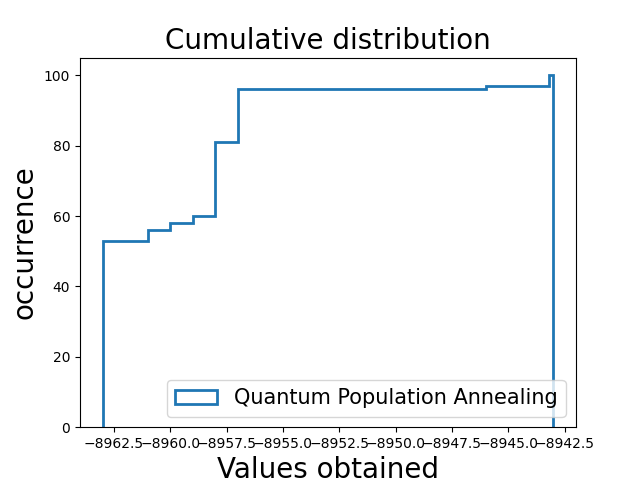 Cumulative distribution
100
80
60
40
20
0
occurrence
Quantum Population Annealing
−8962.5 −8960.0 −8957.5 −8955.0 −8952.5 −8950.0 −8947.5 −8945.0 −8942.5
Values obtained